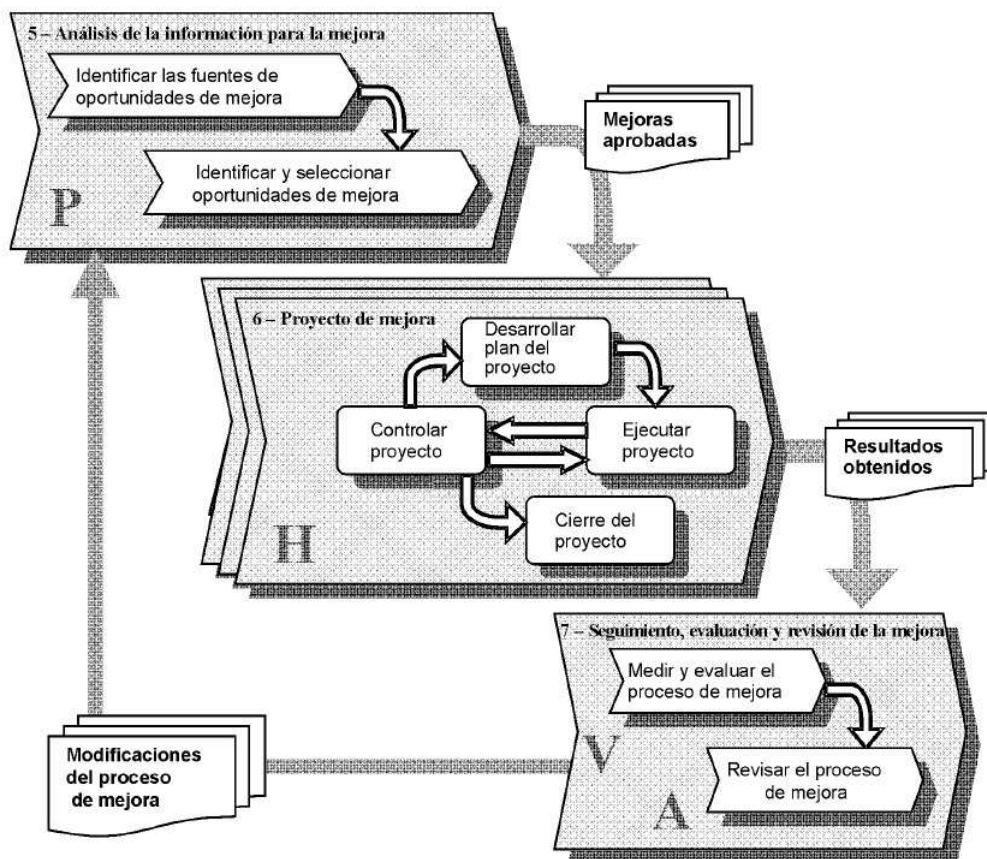 5 – Análisis de la información para la mejora
Identificar las fuentes de
oportunidades de mejora
Identificar y seleccionar
oportunidades de mejora
P
Mejoras
aprobadas
6 – Proyecto de mejora
Desarrollar
plan del
proyecto
Controlar
proyecto
Ejecutar
proyecto
Cierre del
proyecto
H
Resultados
obtenidos
7 – Seguimiento, evaluación y revisión de la mejora
Medir y evaluar el
proceso de mejora
V
Revisar el proceso
de mejora
A
Modificaciones
del proceso
de mejora